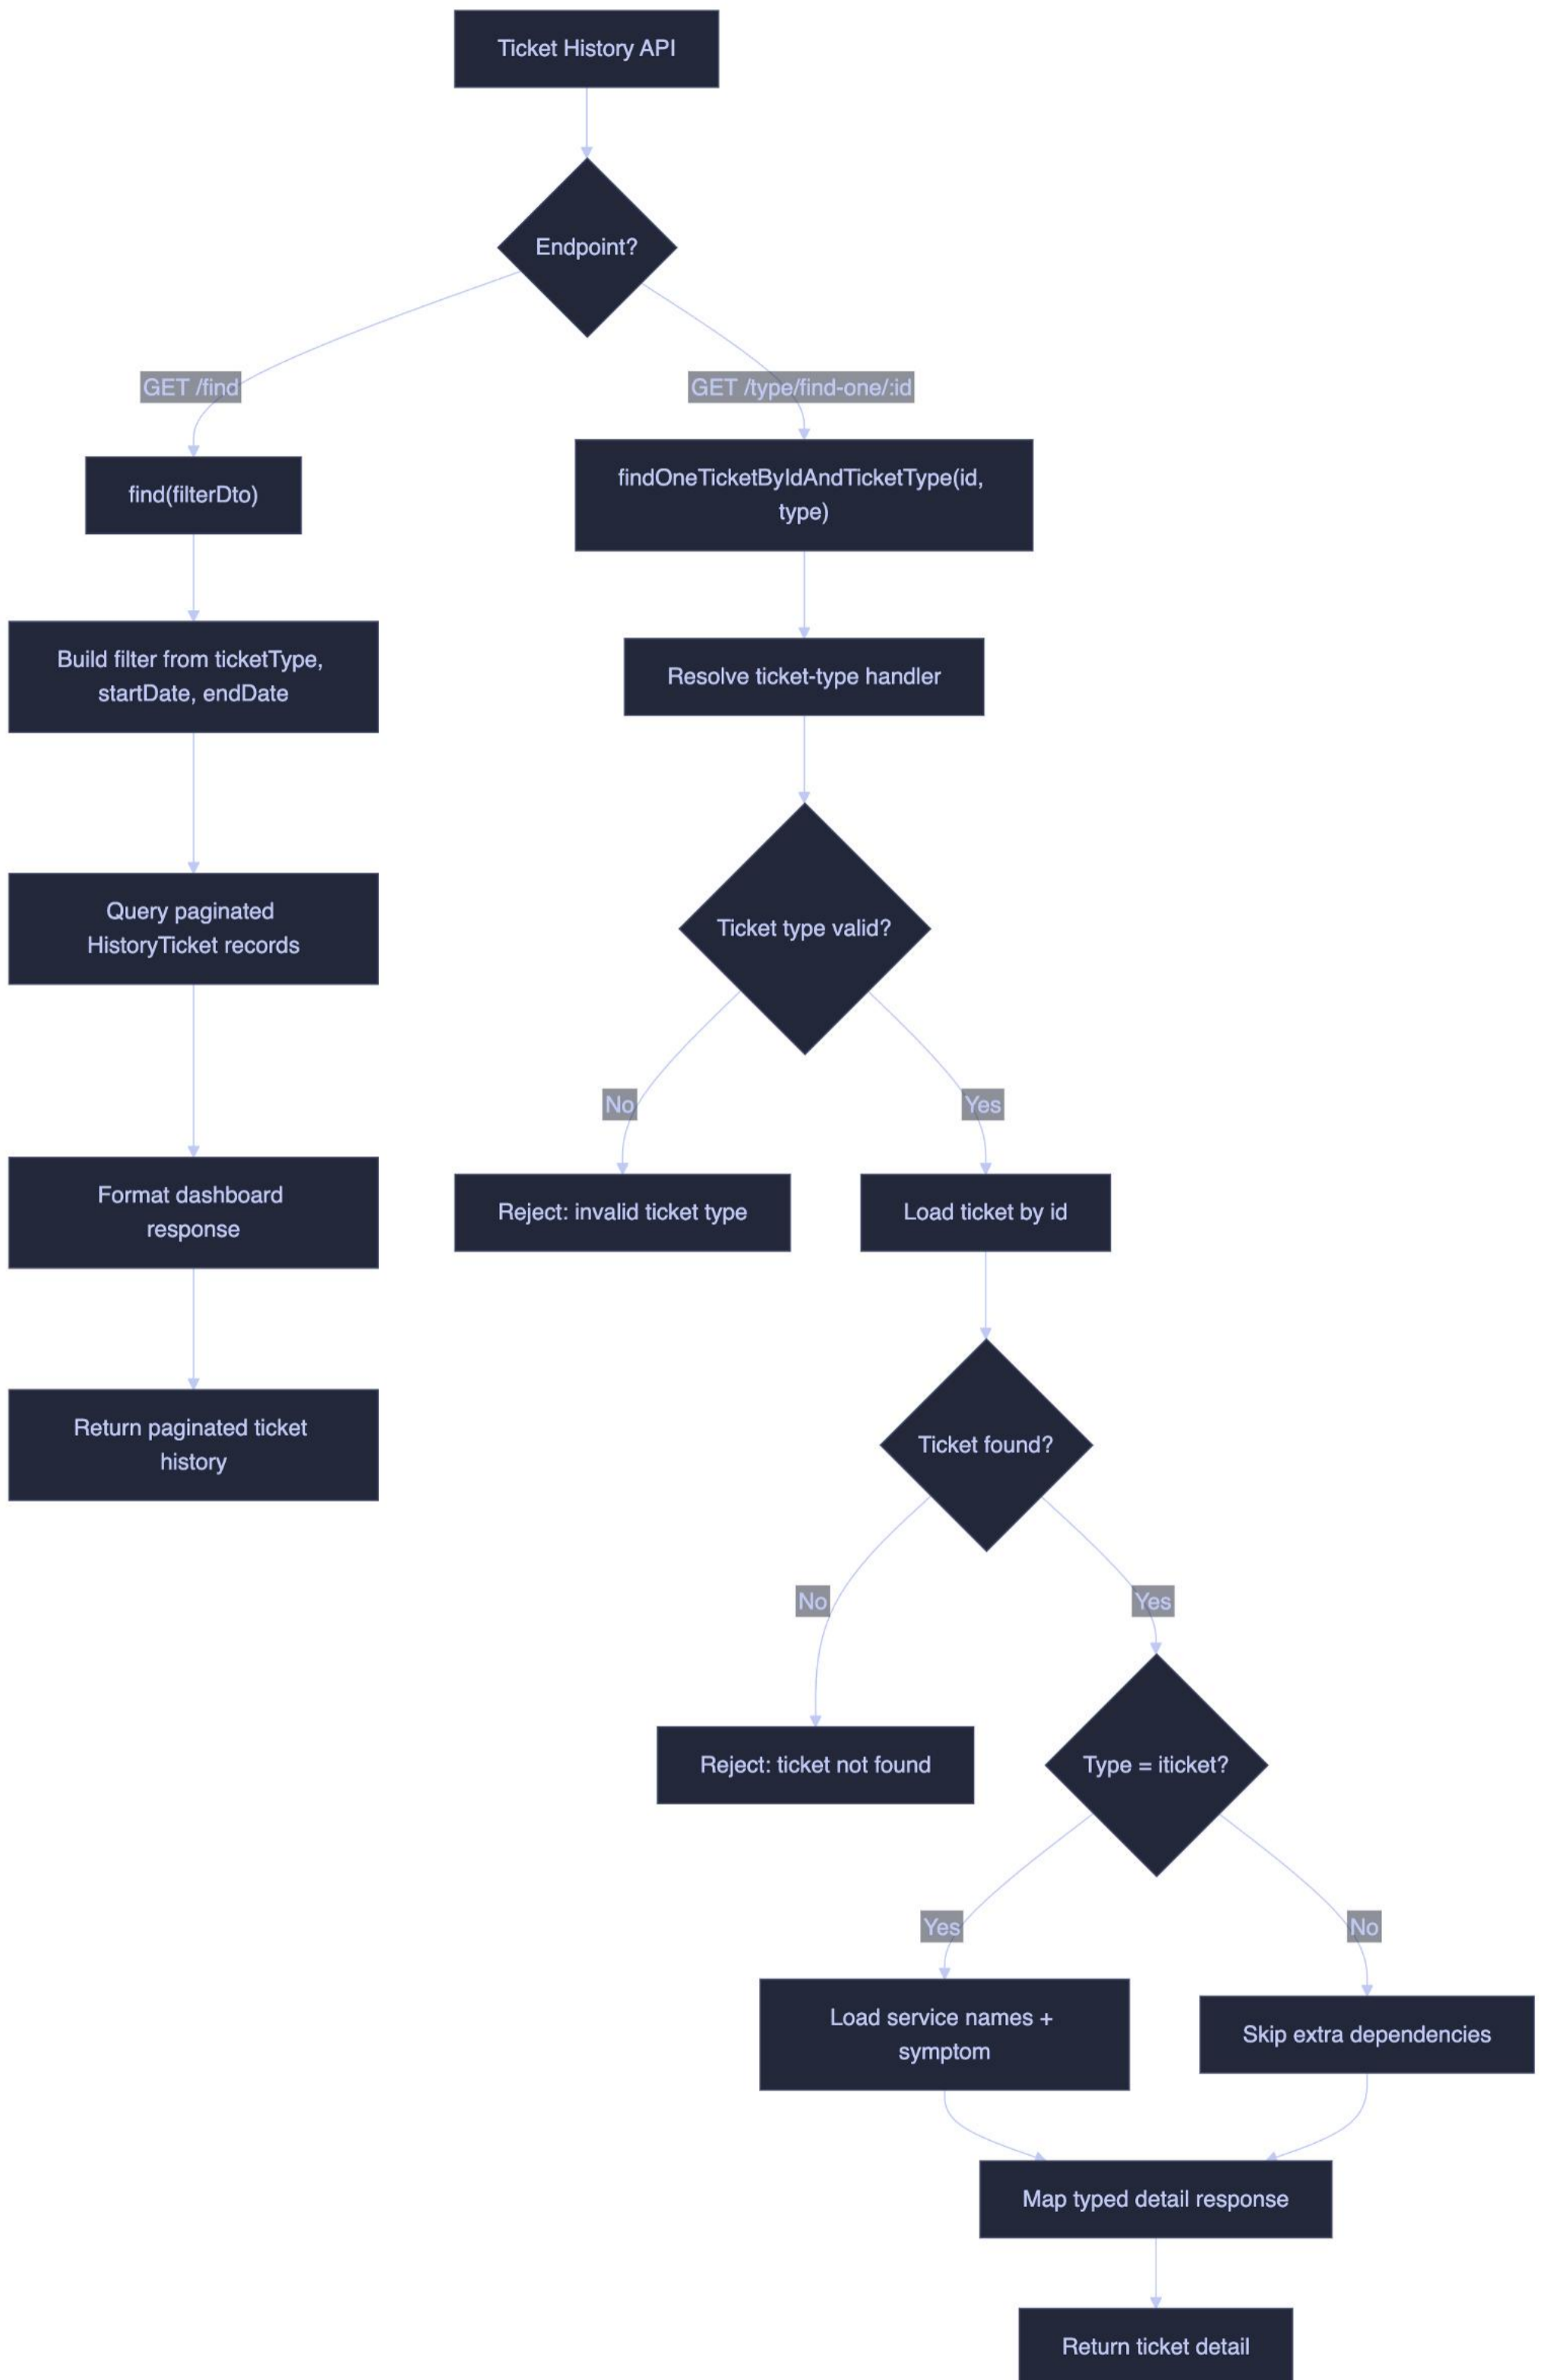 Ticket History API
Endpoint?
GET /find
GET /type/find-one/:id
find(filterDto)
findOneTicketByIdAndTicketType(id,
type)
Build filter from ticketType,
startDate, endDate
Resolve ticket-type handler
Query paginated
HistoryTicket records
Ticket type valid?
No
Yes
Format dashboard
response
Reject: invalid ticket type
Load ticket by id
Return paginated ticket
history
Ticket found?
No
Yes
Reject: ticket not found
Type = iticket?
Yes
No
Load service names +
symptom
Skip extra dependencies
Map typed detail response
Return ticket detail